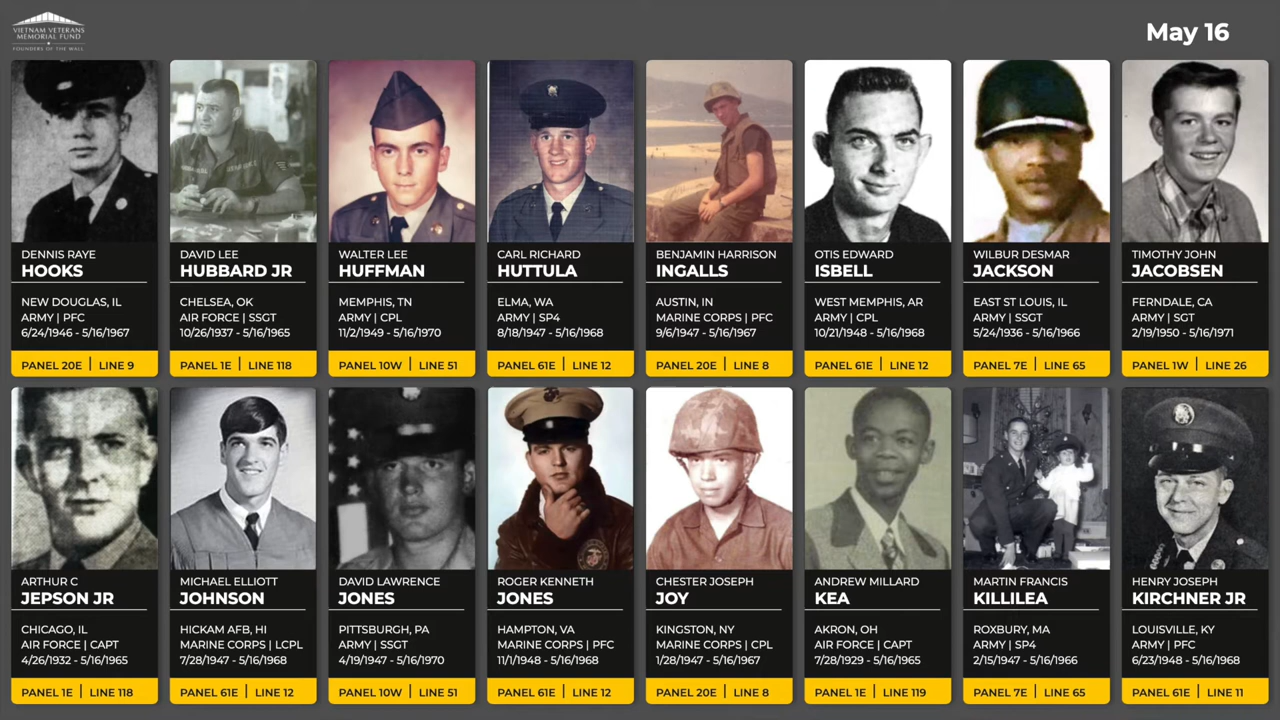 VIETNAM VETERANS
MEMORIAL FUND
FOUNDERS OF THE WALL
May 16
DENNIS RAYE
HOOKS
NEW DOUGLAS, IL
ARMY | PFC
6/24/1946 - 5/16/1967
PANEL 20E | LINE 9
DAVID LEE
HUBBARD JR
CHELSEA, OK
AIR FORCE | SSGT
10/26/1937 - 5/16/1965
PANEL 1E | LINE 118
WALTER LEE
HUFFMAN
MEMPHIS, TN
ARMY | CPL
11/2/1949 - 5/16/1970
PANEL 10W | LINE 51
CARL RICHARD
HUTTULA
ELMA, WA
ARMY | SP4
8/18/1947 - 5/16/1968
PANEL 61E | LINE 12
BENJAMIN HARRISON
INGALLS
AUSTIN, IN
MARINE CORPS | PFC
9/6/1947 - 5/16/1967
PANEL 20E | LINE 8
OTIS EDWARD
ISBELL
WEST MEMPHIS, AR
ARMY | CPL
10/21/1948 - 5/16/1968
PANEL 61E | LINE 12
WILBUR DESMAR
JACKSON
EAST ST LOUIS, IL
ARMY | SSGT
5/24/1936 - 5/16/1966
PANEL 7E | LINE 65
TIMOTHY JOHN
JACOBSEN
FERNDALE, CA
ARMY | SGT
2/19/1950 - 5/16/1971
PANEL 1W | LINE 26
ARTHUR C
JEPSON JR
CHICAGO, IL
AIR FORCE | CAPT
4/26/1932 - 5/16/1965
PANEL 1E | LINE 118
MICHAEL ELLIOTT
JOHNSON
HICKAM AFB, HI
MARINE CORPS | LCPL
7/28/1947 - 5/16/1968
PANEL 61E | LINE 12
DAVID LAWRENCE
JONES
PITTSBURGH, PA
ARMY | SSGT
4/19/1947 - 5/16/1970
PANEL 10W | LINE 51
ROGER KENNETH
JONES
HAMPTON, VA
MARINE CORPS | PFC
11/1/1948 - 5/16/1968
PANEL 61E | LINE 12
CHESTER JOSEPH
JOY
KINGSTON, NY
MARINE CORPS | CPL
1/28/1947 - 5/16/1967
PANEL 20E | LINE 8
ANDREW MILLARD
KEA
AKRON, OH
AIR FORCE | CAPT
7/28/1929 - 5/16/1965
PANEL 1E | LINE 119
MARTIN FRANCIS
KILLILEA
ROXBURY, MA
ARMY | SP4
2/15/1947 - 5/16/1966
PANEL 7E | LINE 65
HENRY JOSEPH
KIRCHNER JR
LOUISVILLE, KY
ARMY | PFC
6/23/1948 - 5/16/1968
PANEL 61E | LINE 11